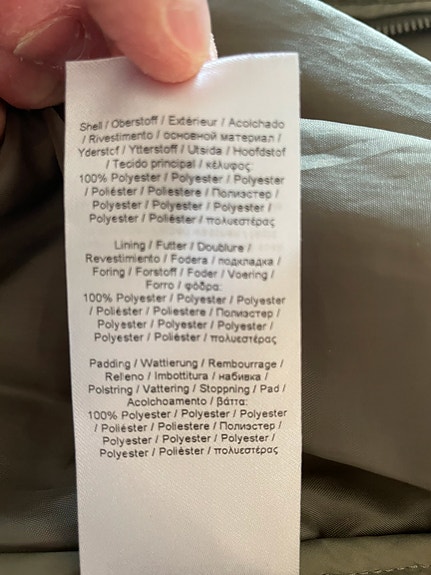 Shell / Oberstoff / Extérieur / Acolchado
/ Rivestimento / основной материал /
Yderstof / Ytterstoff / Utsida / Hoofdstof
/ Tecido principal / κέλυφος:
100% Polyester / Polyester / Polyester
/ Poliéster / Poliestere / Полиэстер /
Polyester / Polyester / Polyester /
Polyester / Poliéster / πολυεστέρας
Lining / Futter / Doublure /
Revestimiento / Fodera / подкладка /
Foring / Forstoff / Foder / Voering /
Forro / φόδρα:
100% Polyester / Polyester / Polyester
/ Poliéster / Poliestere / Полиэстер /
Polyester / Polyester / Polyester /
Polyester / Poliéster / πολυεστέρας
Padding / Wattierung / Rembourrage /
Relleno / Imbottitura / набивка /
Polstring / Vattering / Stoppning / Pad /
Acolchoamento / βάττα:
100% Polyester / Polyester / Polyester
/ Poliéster / Poliestere / Полиэстер /
Polyester / Polyester / Polyester /
Polyester / Poliéster / πολυεστέρας